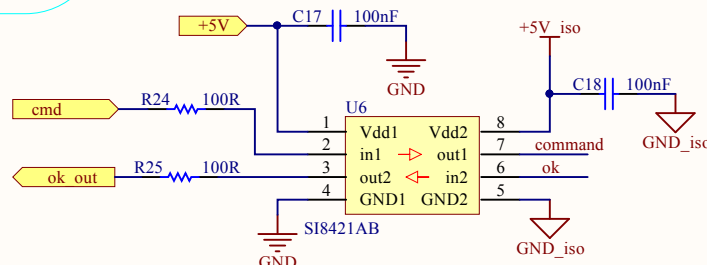 +5V
C17 100nF
GND
+5V_iso
C18 100nF
GND_iso
cmd
R24 100R
ok_out
R25 100R
U6
1 Vdd1 Vdd2 8
2 in1 out1 7 command
3 out2 in2 6 ok
4 GND1 GND2 5
SI8421AB
GND
GND_iso